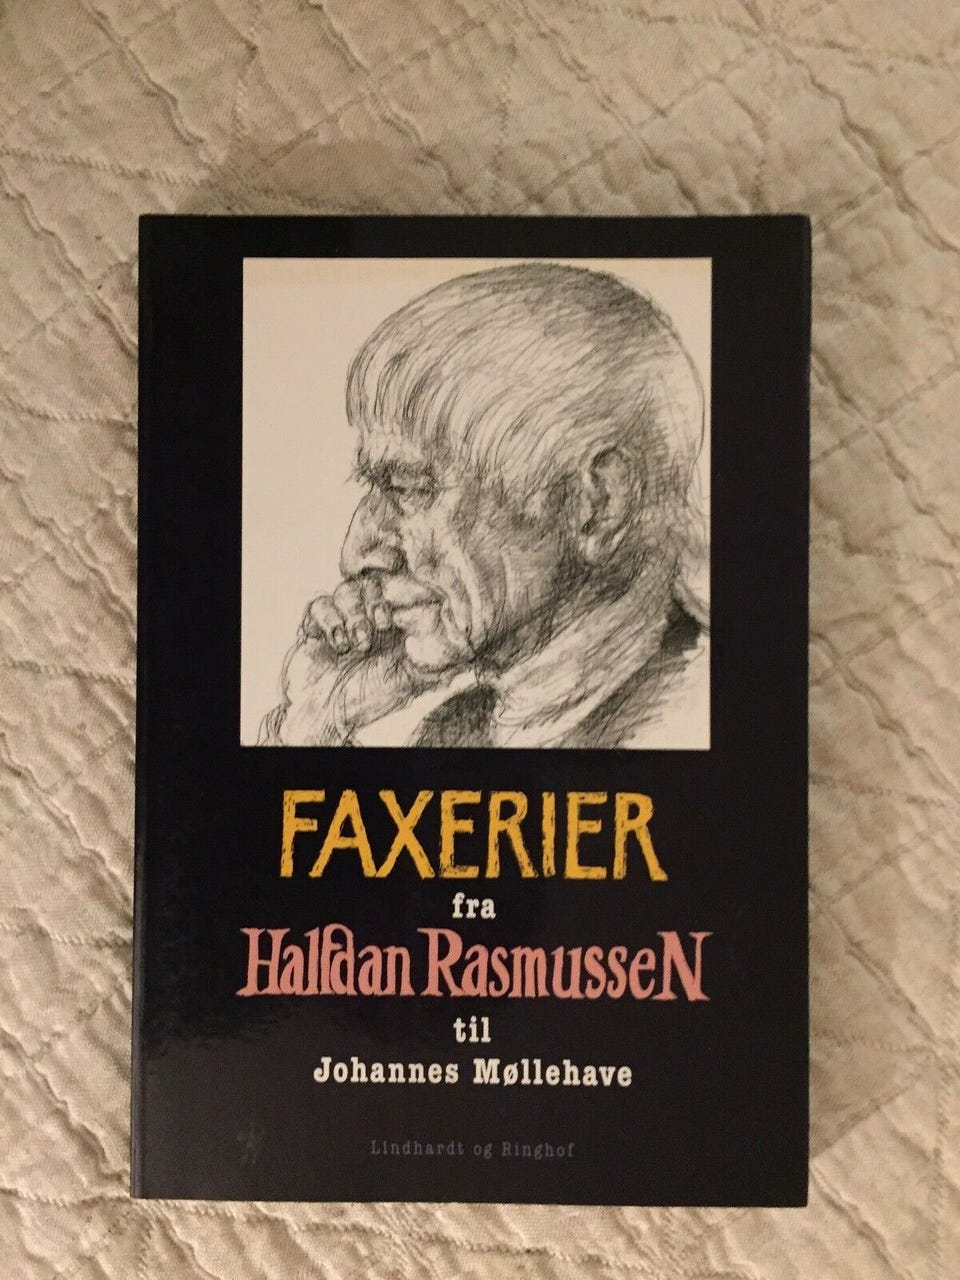 FAXERIER
fra
Halfdan RasmusseN
til
Johannes Møllehave
Lindhardt og Ringhof